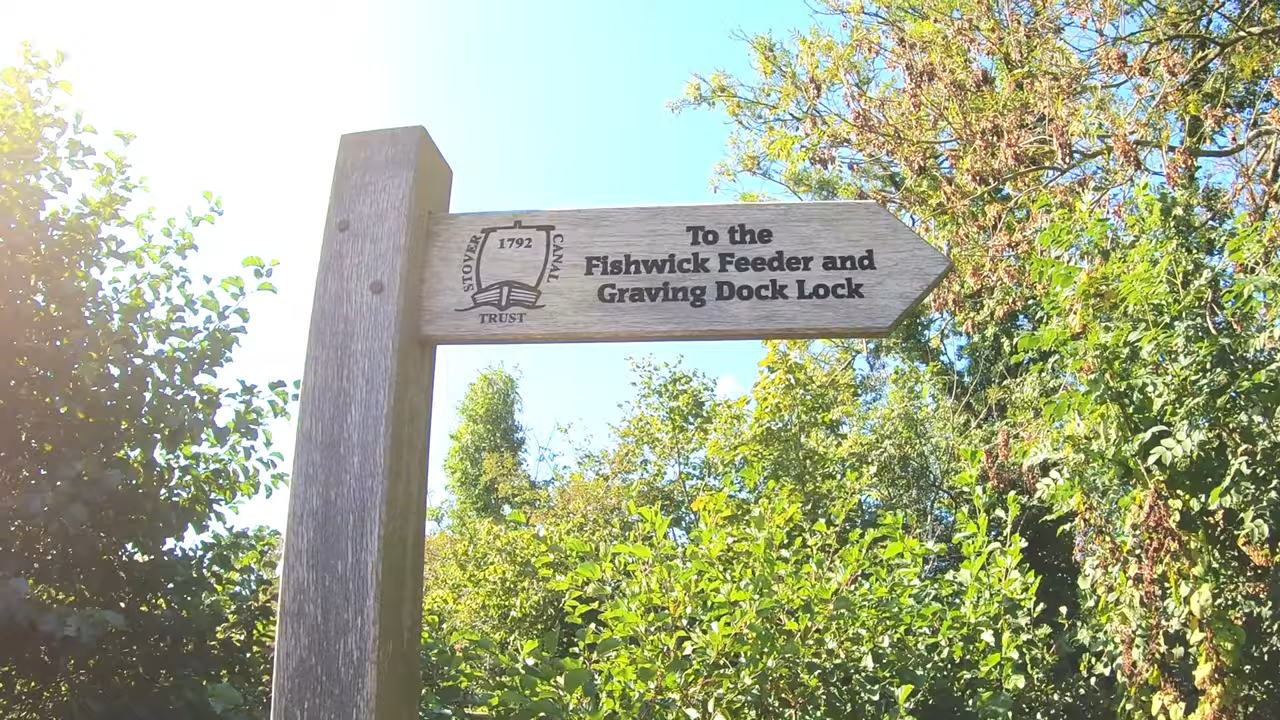 1792
STOVER
CANAL
TRUST
To the
Fishwick Feeder and
Graving Dock Lock